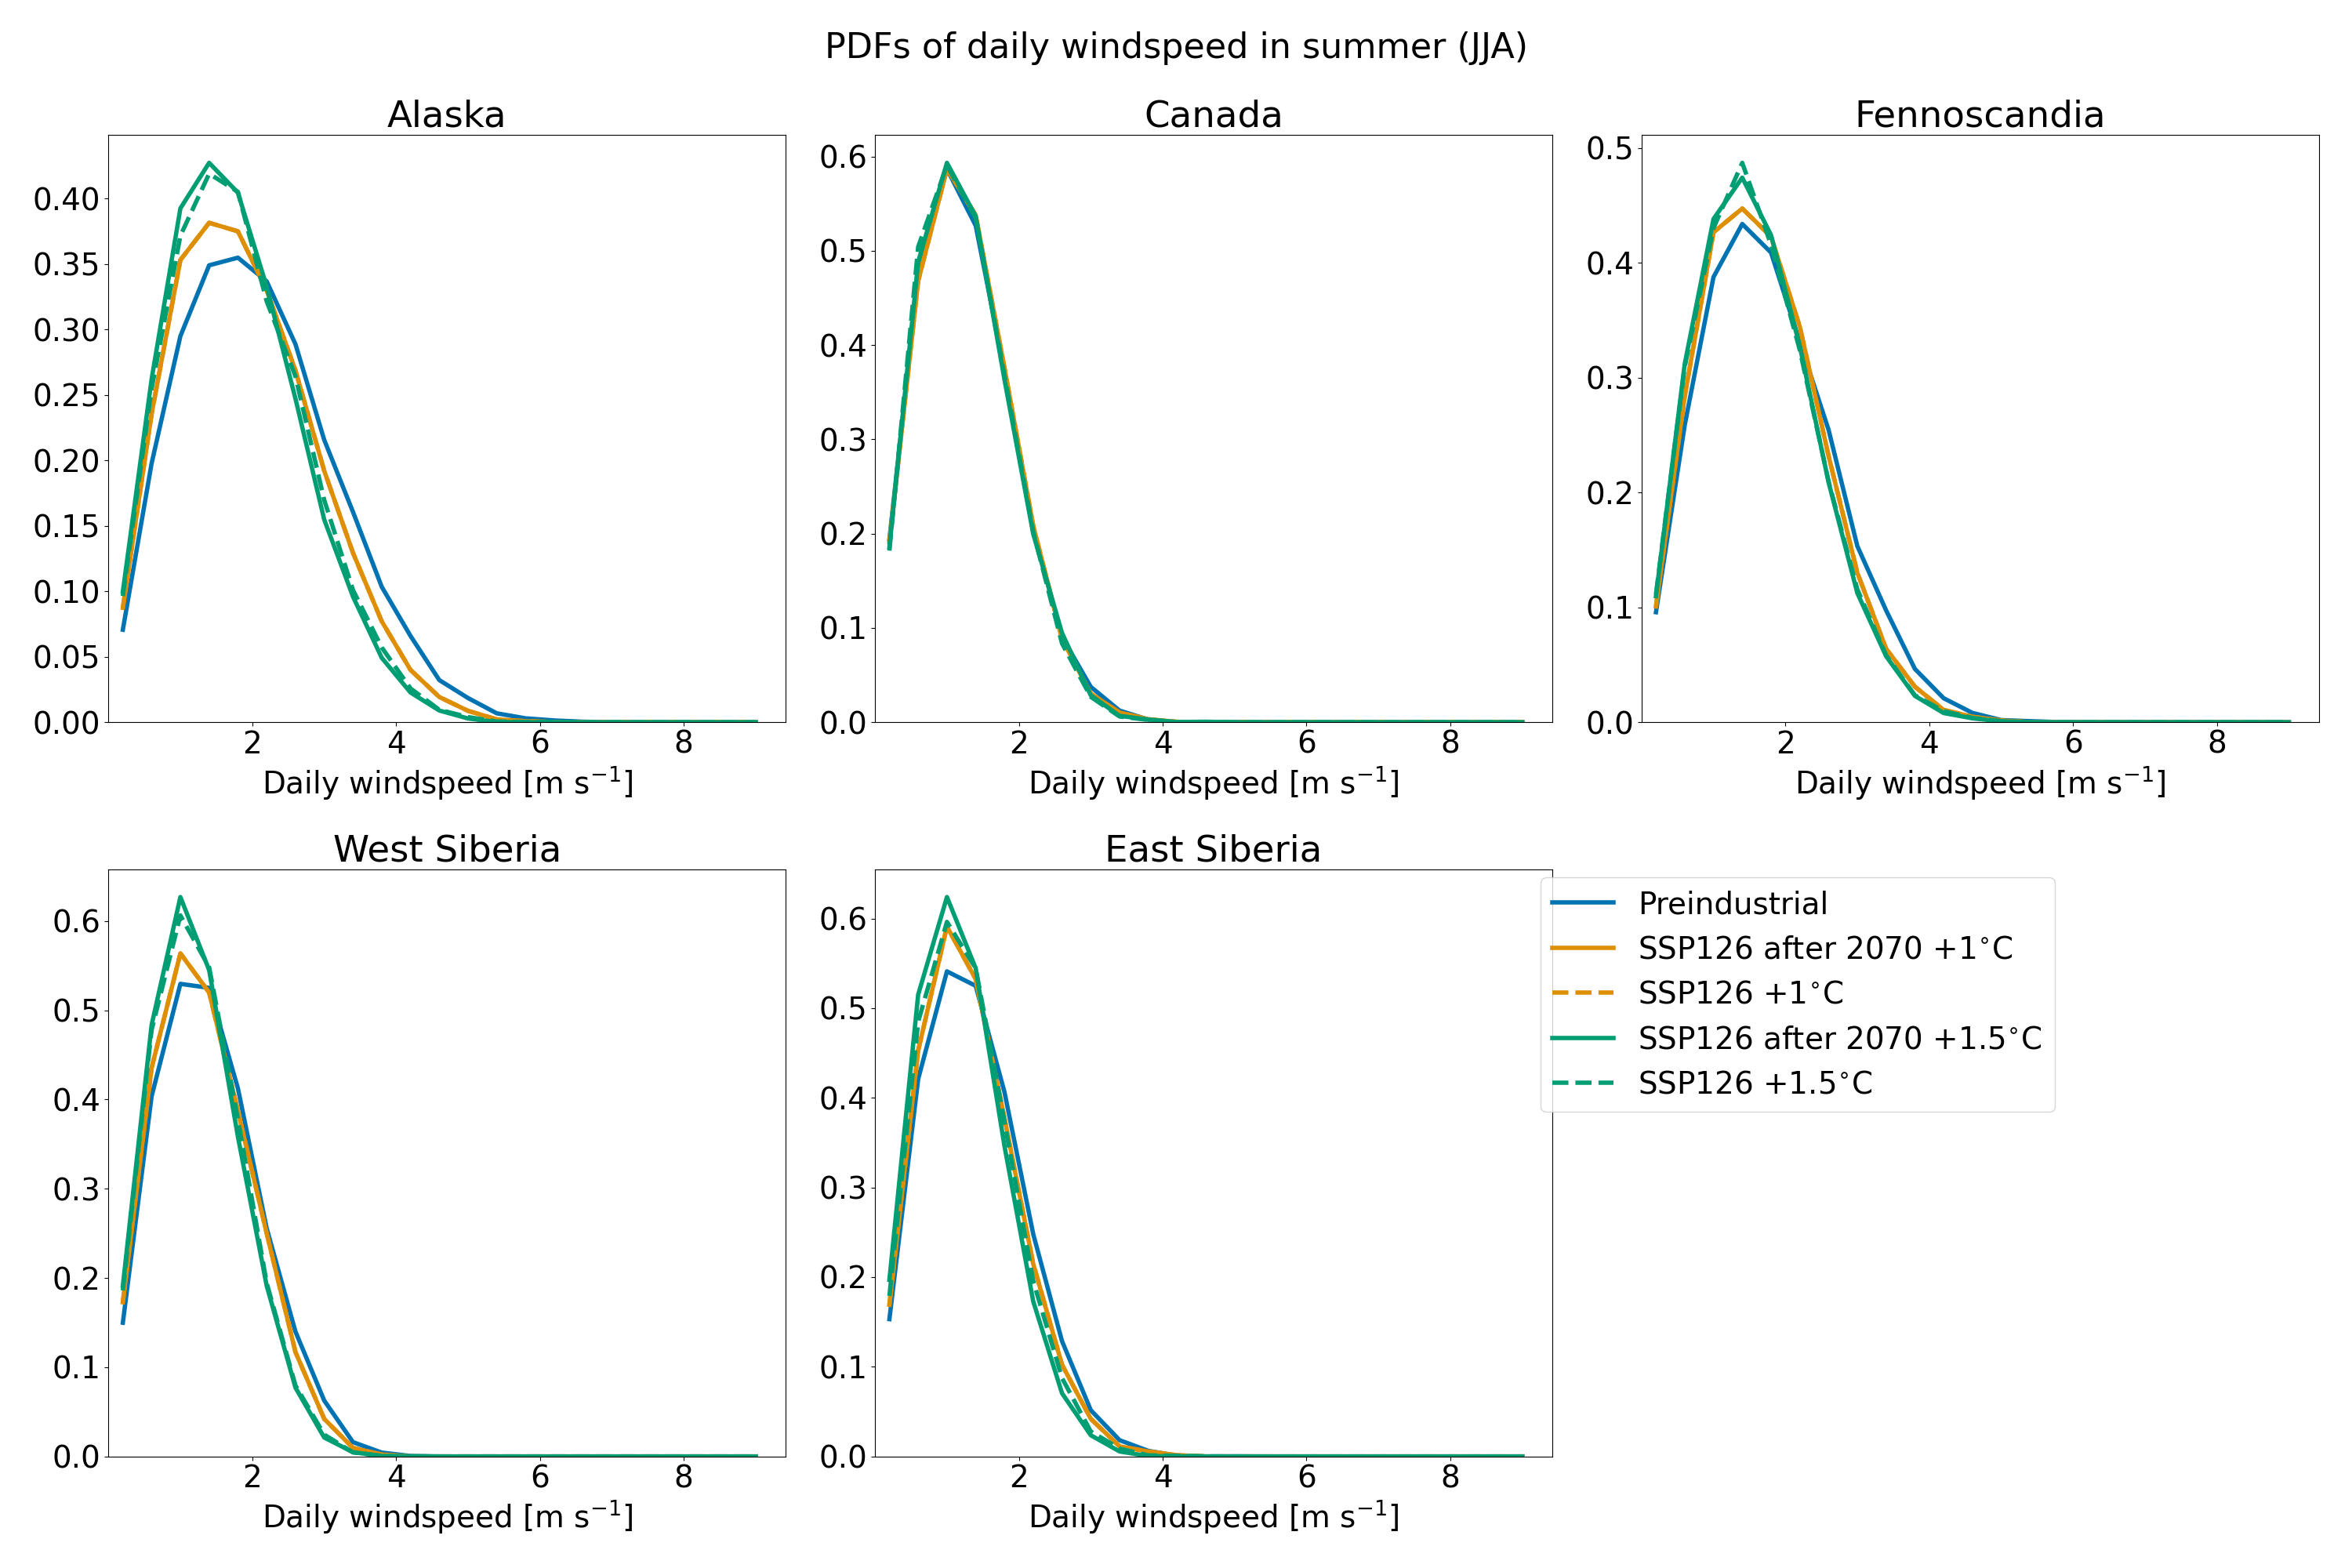 PDFs of daily windspeed in summer (JJA)
Alaska
0.40
0.35
0.30
0.25
0.20
0.15
0.10
0.05
0.00
2 4 6 8
Daily windspeed [m s⁻¹]
Canada
0.6
0.5
0.4
0.3
0.2
0.1
0.0
2 4 6 8
Daily windspeed [m s⁻¹]
Fennoscandia
0.5
0.4
0.3
0.2
0.1
0.0
2 4 6 8
Daily windspeed [m s⁻¹]
West Siberia
0.6
0.5
0.4
0.3
0.2
0.1
0.0
2 4 6 8
Daily windspeed [m s⁻¹]
East Siberia
0.6
0.5
0.4
0.3
0.2
0.1
0.0
2 4 6 8
Daily windspeed [m s⁻¹]
Preindustrial
SSP126 after 2070 +1°C
SSP126 +1°C
SSP126 after 2070 +1.5°C
SSP126 +1.5°C